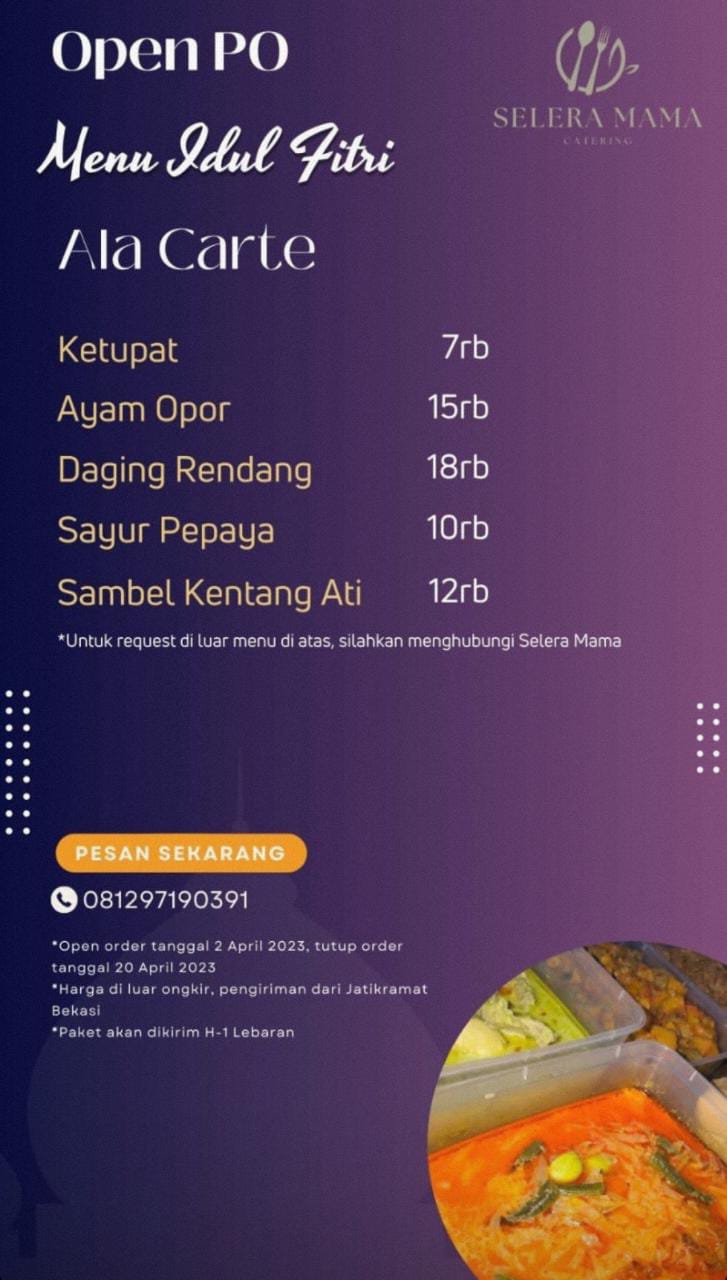 Open PO
SELERA MAMA
CATERING
Menu Idul Fitri
Ala Carte
Ketupat 7rb
Ayam Opor 15rb
Daging Rendang 18rb
Sayur Pepaya 10rb
Sambel Kentang Ati 12rb
*Untuk request di luar menu di atas, silahkan menghubungi Selera Mama
PESAN SEKARANG
081297190391
*Open order tanggal 2 April 2023, tutup order
tanggal 20 April 2023
*Harga di luar ongkir, pengiriman dari Jatikramat
Bekasi
*Paket akan dikirim H-1 Lebaran